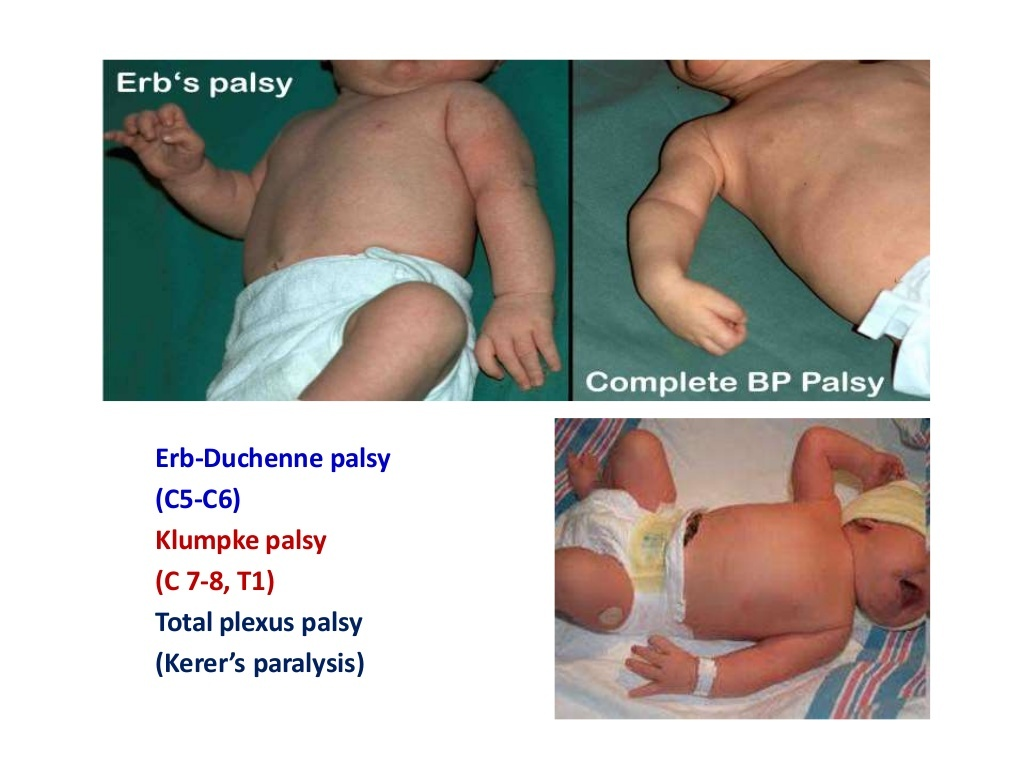 Erb‘s palsy
Complete BP Palsy
Erb-Duchenne palsy
(C5-C6)
Klumpke palsy
(C 7-8, T1)
Total plexus palsy
(Kerer’s paralysis)